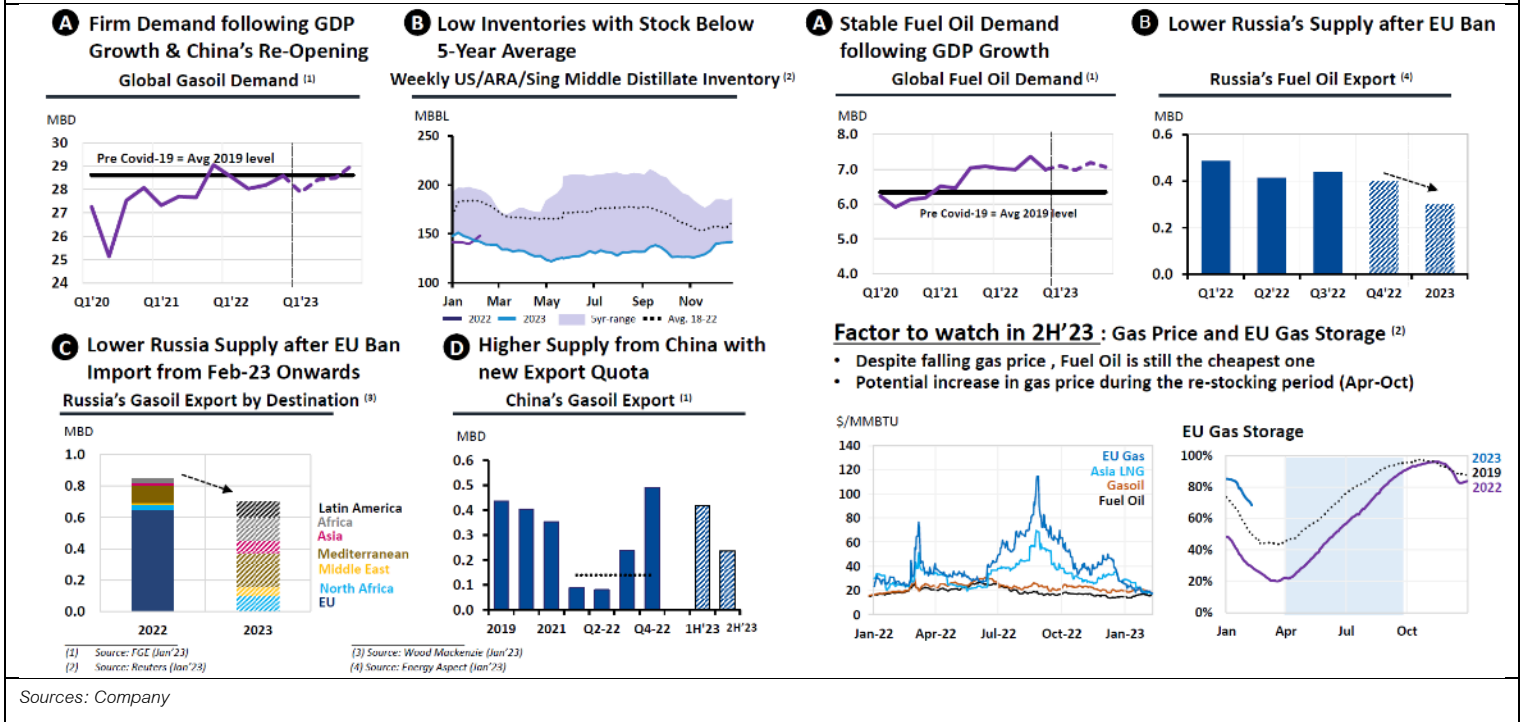 A Firm Demand following GDP
Growth & China's Re-Opening
Global Gasoil Demand (1)
MBD
30
29
28
27
26
25
24
Pre Covid-19 = Avg 2019 level
Q1'20 Q1'21 Q1'22 Q1'23
B Low Inventories with Stock Below
5-Year Average
Weekly US/ARA/Sing Middle Distillate Inventory (2)
MBBL
250
200
150
100
Jan Mar May Jul Sep Nov
2022 2023 5yr-range Avg. 18-22
C Lower Russia Supply after EU Ban
Import from Feb-23 Onwards
Russia's Gasoil Export by Destination (3)
MBD
1.0
0.8
0.6
0.4
0.2
0.0
2022 2023
Latin America
Africa
Asia
Mediterranean
Middle East
North Africa
EU
D Higher Supply from China with
new Export Quota
China's Gasoil Export (1)
MBD
0.6
0.5
0.4
0.3
0.2
0.1
0.0
2019 2021 Q2-22 Q4-22 1H'23 2H'23
(1) Source: FGE (Jan'23)
(2) Source: Reuters (Jan'23)
(3) Source: Wood Mackenzie (Jan'23)
(4) Source: Energy Aspect (Jan'23)
A Stable Fuel Oil Demand
following GDP Growth
Global Fuel Oil Demand (1)
MBD
8.0
7.0
6.0
5.0
4.0
Pre Covid-19 = Avg 2019 level
Q1'20 Q1'21 Q1'22 Q1'23
B Lower Russia's Supply after EU Ban
Russia's Fuel Oil Export (4)
MBD
0.6
0.4
0.2
0.0
Q1'22 Q2'22 Q3'22 Q4'22 2023
Factor to watch in 2H'23 : Gas Price and EU Gas Storage (2)
• Despite falling gas price , Fuel Oil is still the cheapest one
• Potential increase in gas price during the re-stocking period (Apr-Oct)
$/MMBTU
140
120
100
80
60
40
20
0
EU Gas
Asia LNG
Gasoil
Fuel Oil
Jan-22 Apr-22 Jul-22 Oct-22 Jan-23
EU Gas Storage
100%
80%
60%
40%
20%
0%
2023
2019
2022
Jan Apr Jul Oct
Sources: Company